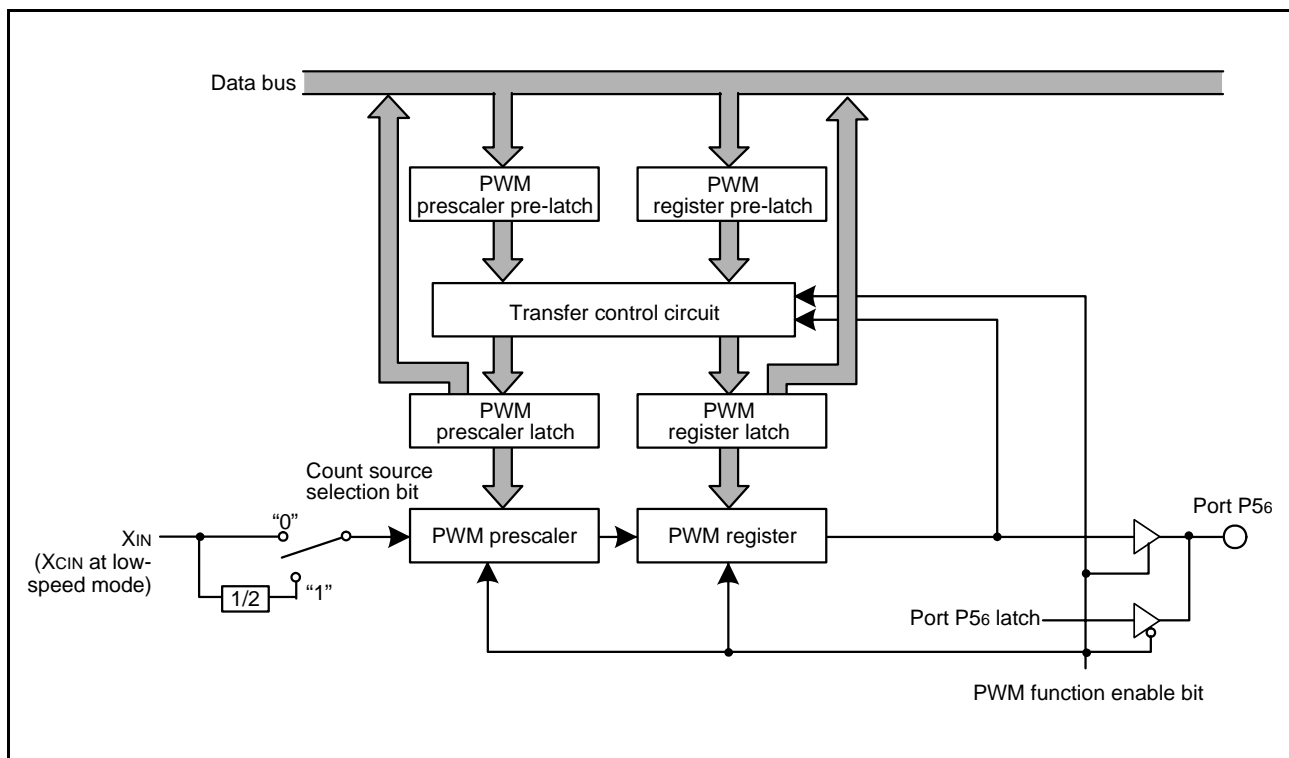 Data bus
PWM
prescaler pre-latch
PWM
register pre-latch
Transfer control circuit
PWM
prescaler latch
PWM
register latch
Count source
selection bit
Port P56
XIN
(XCIN at low-
speed mode)
“0”
PWM prescaler
PWM register
1/2
“1”
Port P56 latch
PWM function enable bit